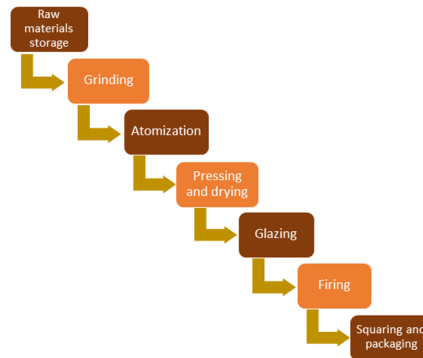 Raw
materials
storage
Grinding
Atomization
Pressing
and drying
Glazing
Firing
Squaring and
packaging